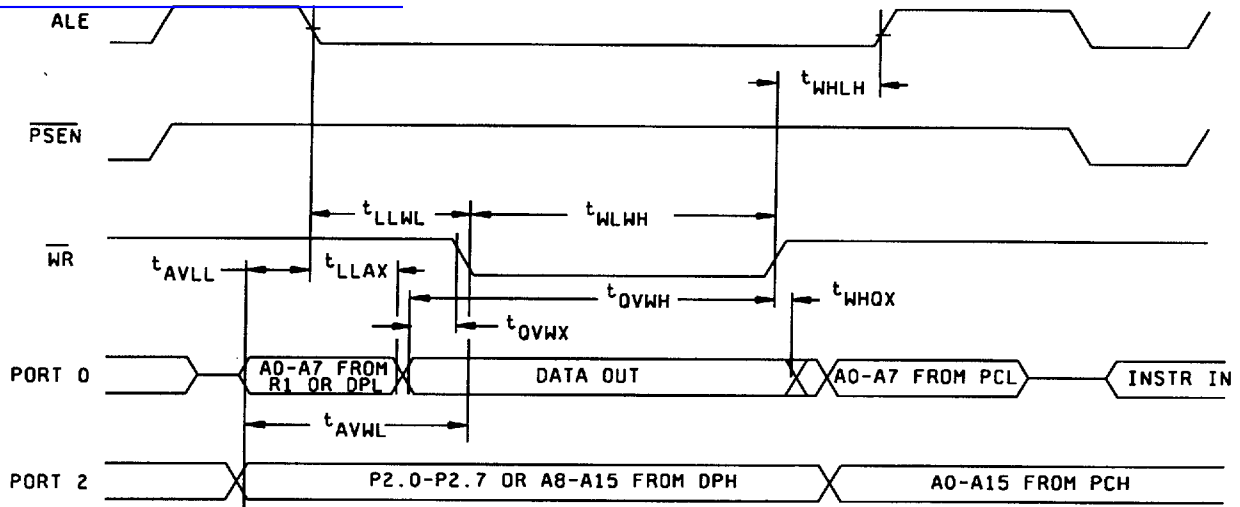 ALE
tWHLH
PSEN
tLLWL
tWLWH
WR
tAVLL
tLLAX
tQVWH
tWHQX
tQVWX
PORT 0
A0-A7 FROM
R1 OR DPL
DATA OUT
A0-A7 FROM PCL
INSTR IN
tAVWL
PORT 2
P2.0-P2.7 OR A8-A15 FROM DPH
A0-A15 FROM PCH